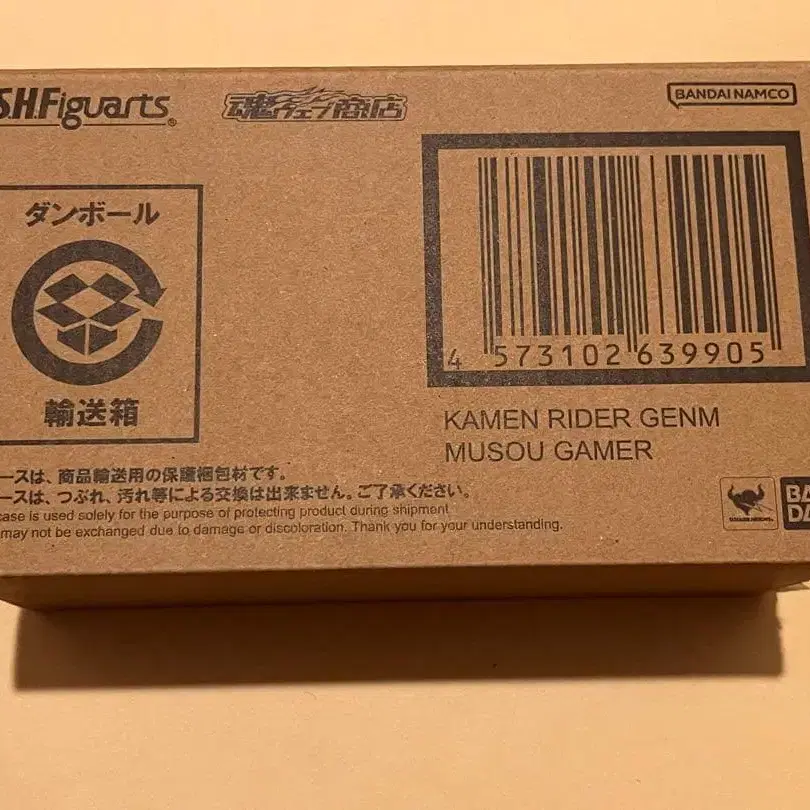 S.H.Figuarts
魂ウェブ商店
BANDAI NAMCO
ダンボール
輸送箱
4 573102 639905
KAMEN RIDER GENM
MUSOU GAMER
ースは、商品輸送用の保護梱包材です。
ースは、つぶれ、汚れ等による交換は出来ません。ご了承ください。
case is used solely for the purpose of protecting product during shipment
may not be exchanged due to damage or discoloration. Thank you for your understanding.
BA
DA